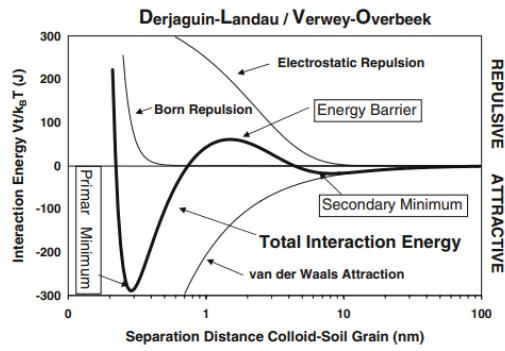 Derjaguin-Landau / Verwey-Overbeek
Interaction Energy Vt/kBT (J)
300
200
100
0
-100
-200
-300
Electrostatic Repulsion
Born Repulsion
Energy Barrier
Secondary Minimum
Primar Minimum
Total Interaction Energy
van der Waals Attraction
REPULSIVE
ATTRACTIVE
0
1
10
100
Separation Distance Colloid-Soil Grain (nm)